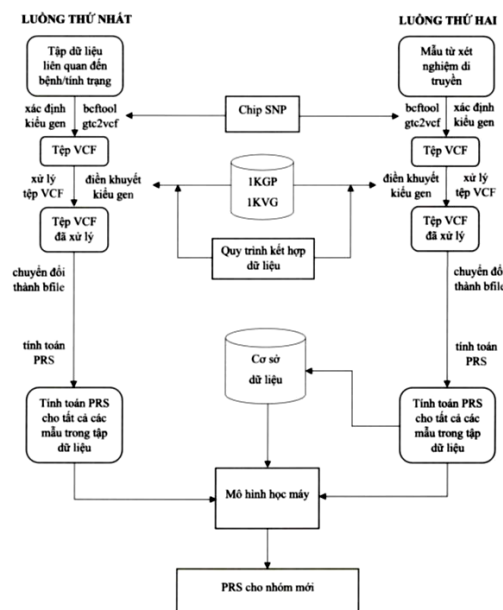 LUỒNG THỨ NHẤT
LUỒNG THỨ HAI
Tập dữ liệu
liên quan đến
bệnh/tính trạng
Mẫu từ xét
nghiệm di
truyền
xác định
kiểu gen
bcftool
gtc2vcf
Chip SNP
bcftool
gtc2vcf
xác định
kiểu gen
Tệp VCF
Tệp VCF
xử lý
tệp VCF
điền khuyết
kiểu gen
1KGP
1KVG
điền khuyết
kiểu gen
xử lý
tệp VCF
Tệp VCF
đã xử lý
Quy trình kết hợp
dữ liệu
Tệp VCF
đã xử lý
chuyển đổi
thành bfile
chuyển đổ
thành bfile
tính toán
PRS
tính toán
PRS
Cơ sở
dữ liệu
Tính toán PRS
cho tất cả các
mẫu trong tập
dữ liệu
Tính toán PRS
cho tất cả các
mẫu trong tập
dữ liệu
Mô hình học máy
PRS cho nhóm mới